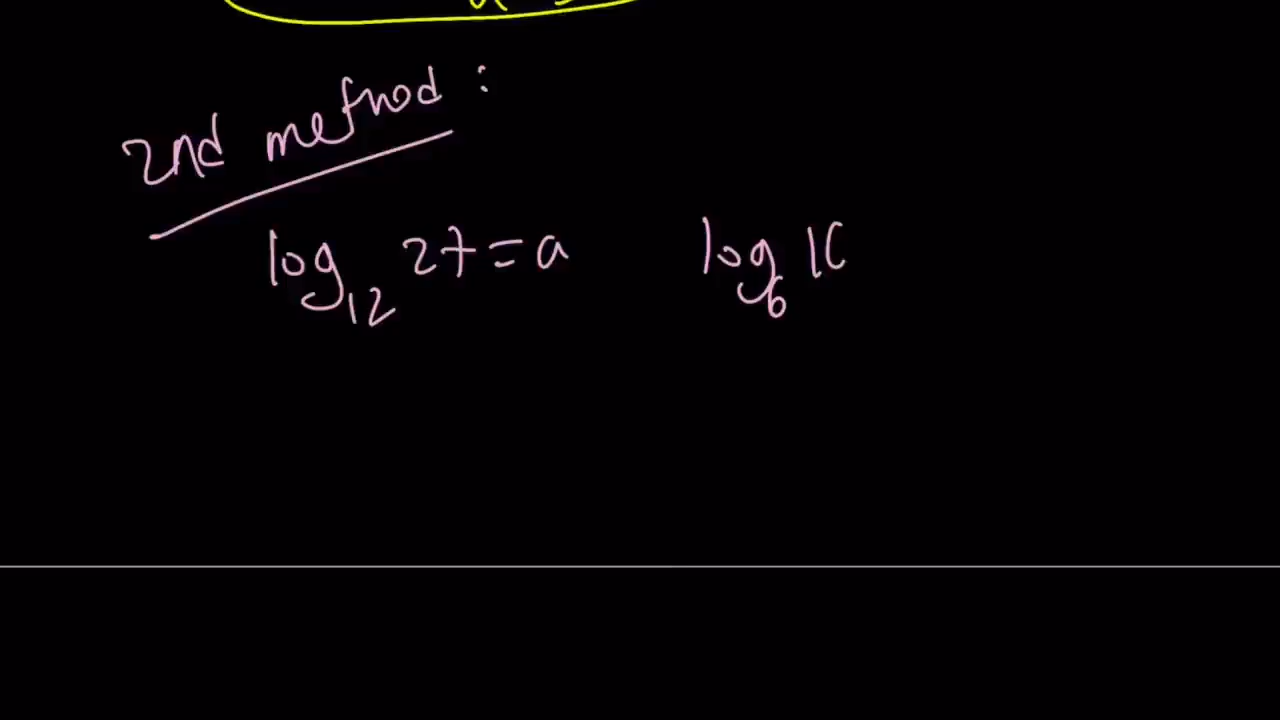 2nd method:
log₁₂ 27 = a log₆ 1